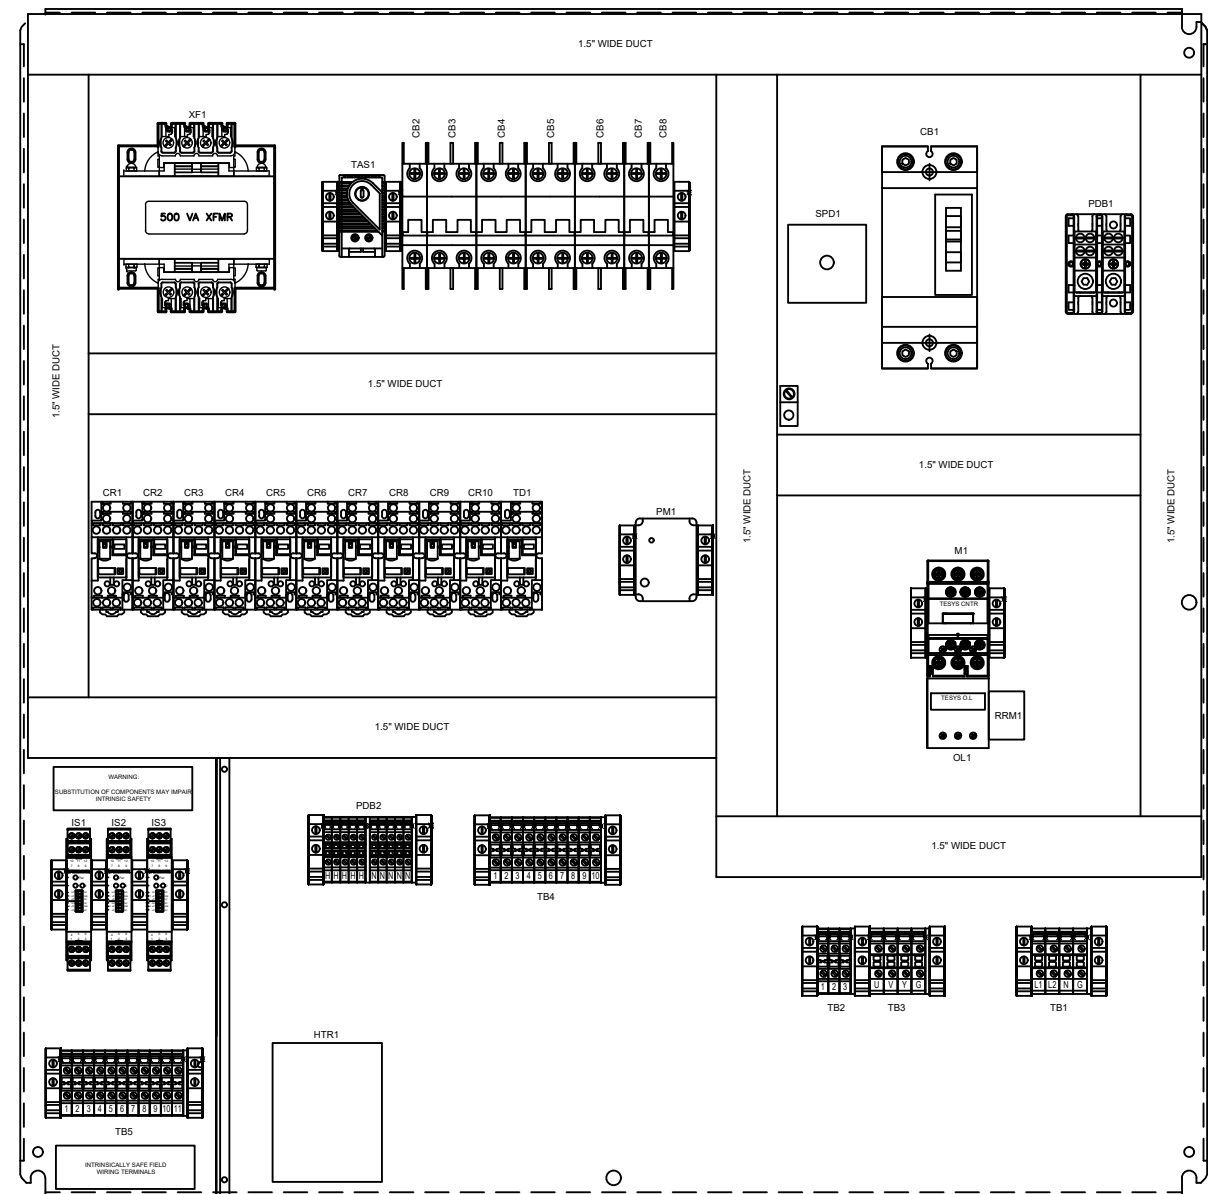 1.5" WIDE DUCT
XF1
500 VA XFMR
TAS1
CB2
CB3
CB4
CB5
CB6
CB7
CB8
CB1
SPD1
PDB1
1.5" WIDE DUCT
1.5" WIDE DUCT
1.5" WIDE DUCT
1.5" WIDE DUCT
1.5" WIDE DUCT
CR1 CR2 CR3 CR4 CR5 CR6 CR7 CR8 CR9 CR10 TD1
PM1
M1
TESYS CNTR
TESYS O.L
RRM1
OL1
1.5" WIDE DUCT
WARNING:
SUBSTITUTION OF COMPONENTS MAY IMPAIR
INTRINSIC SAFETY
IS1 IS2 IS3
PDB2
H H H H H N N N N N
1 2 3 4 5 6 7 8 9 10
TB4
1.5" WIDE DUCT
1 2 3
U V Y G
L1 L2 N G
TB2
TB3
TB1
HTR1
1 2 3 4 5 6 7 8 9 10 11
TB5
INTRINSICALLY SAFE FIELD
WIRING TERMINALS